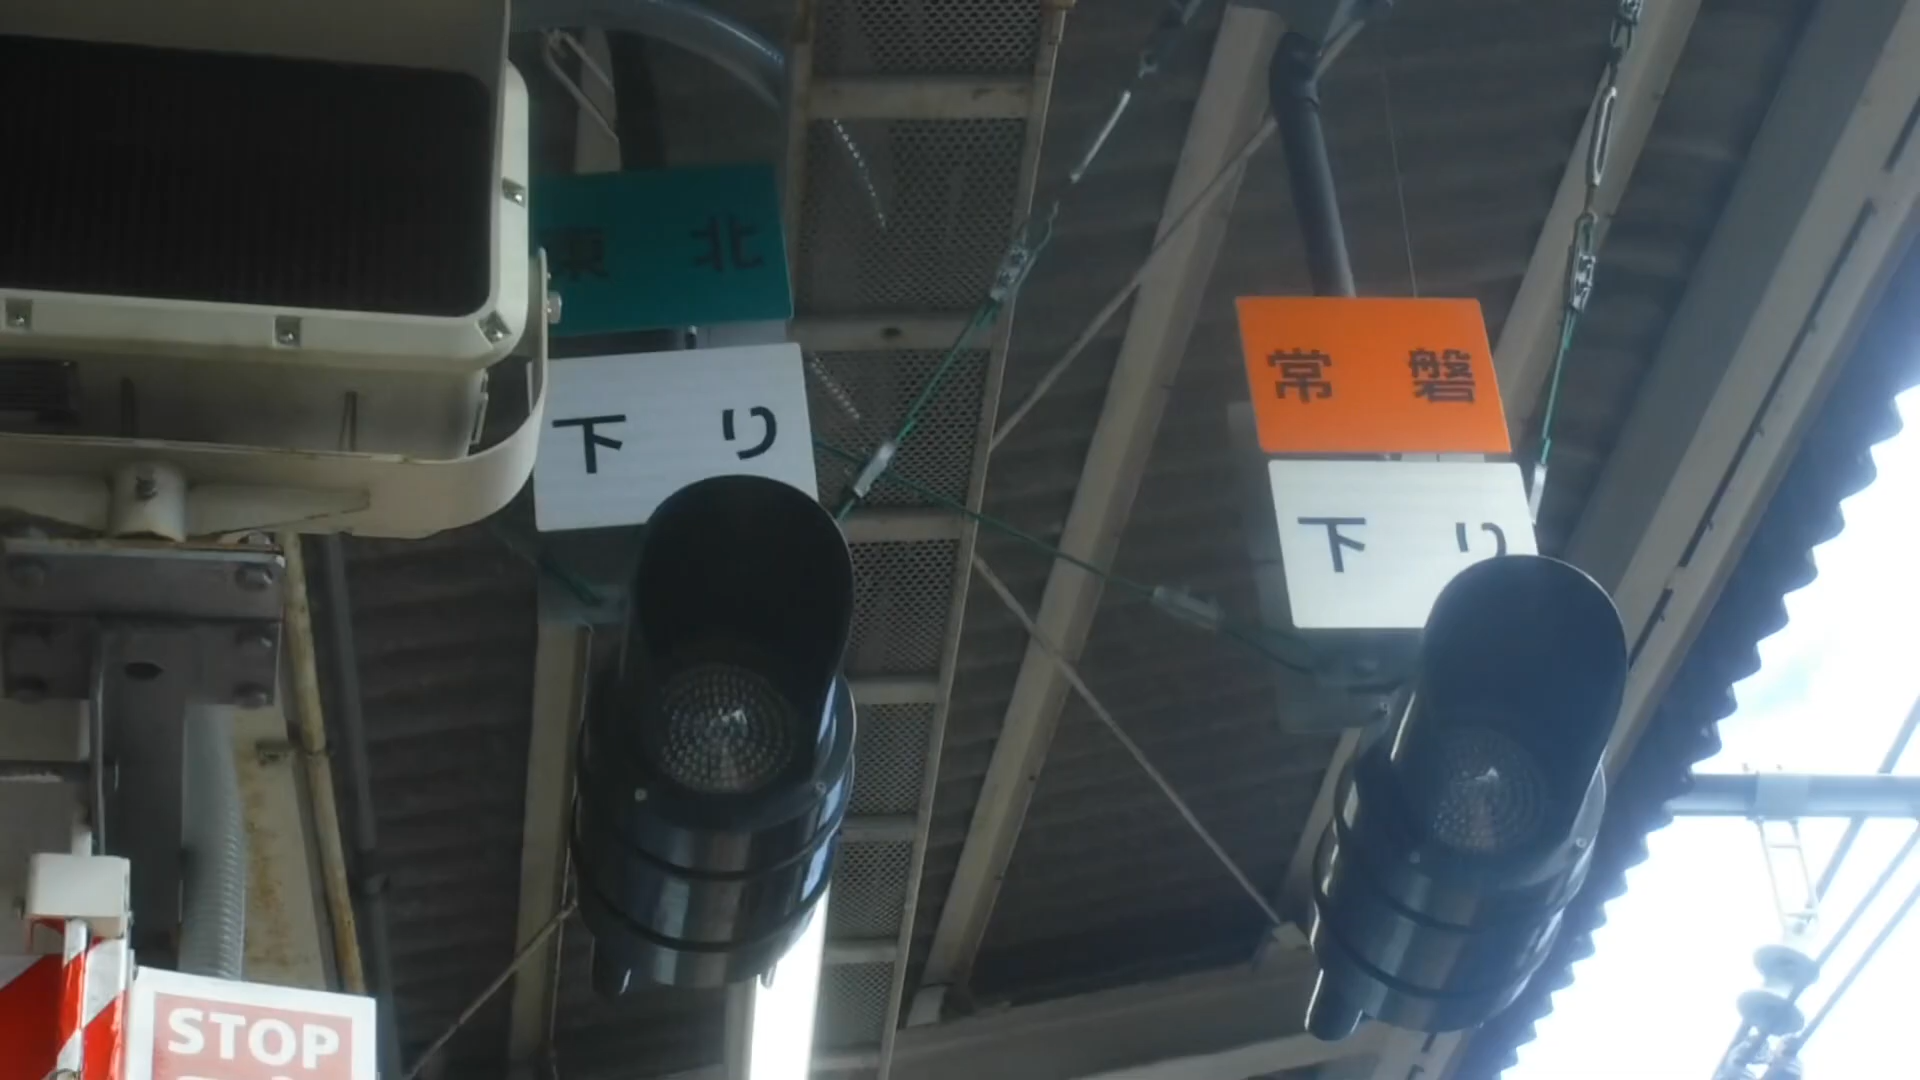 東 北
下 り
常 磐
下 り
STOP